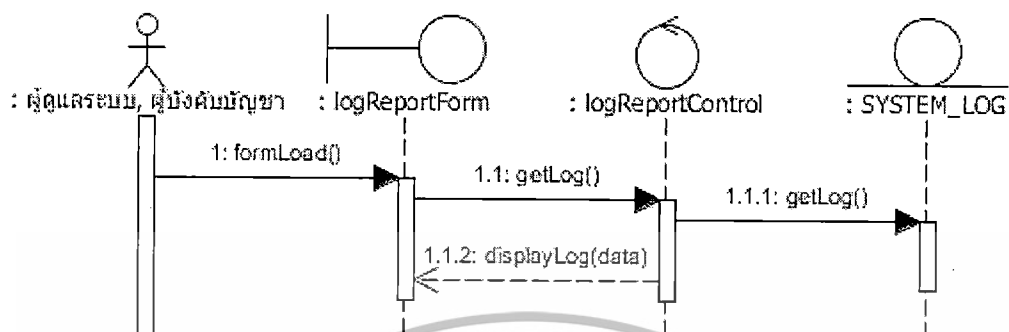 : ผู้ดูแลระบบ, ผู้บังคับบัญชา : logReportForm : logReportControl : SYSTEM_LOG
1: formLoad()
1.1: getLog()
1.1.1: getLog()
1.1.2: displayLog(data)